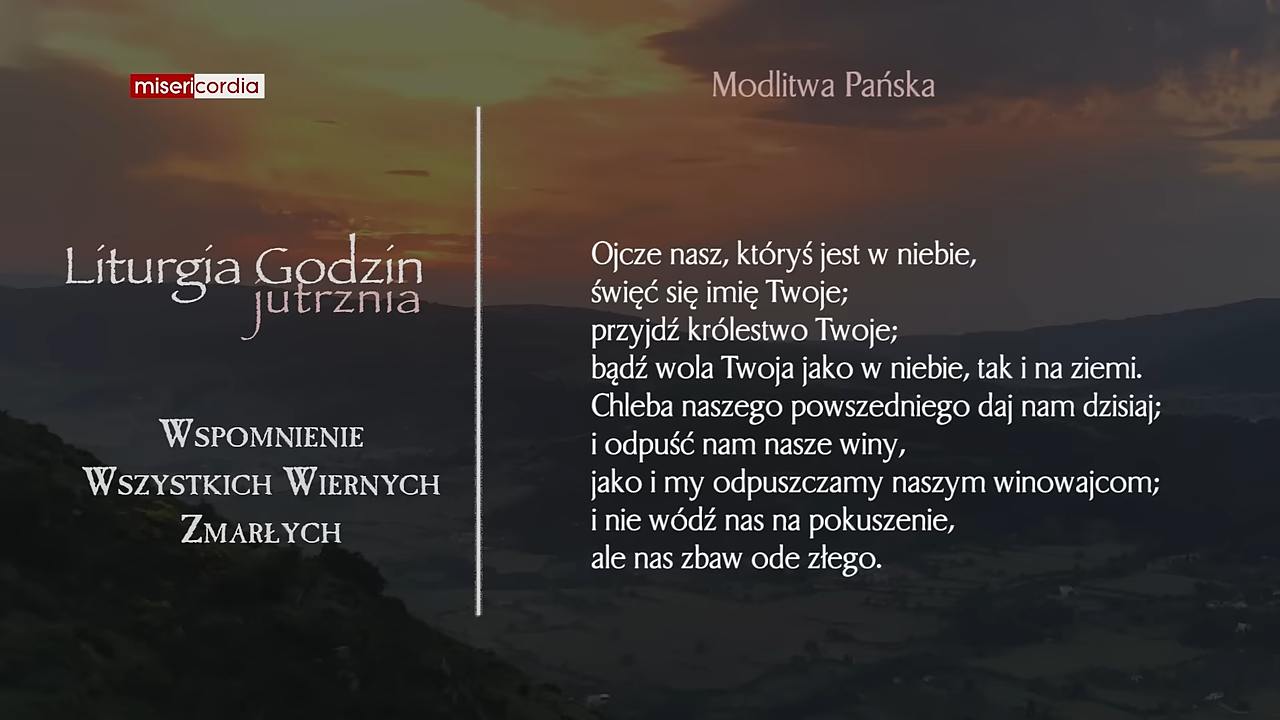 misericordia
Liturgia Godzin
jutrznia
Wspomnienie
Wszystkich Wiernych
Zmarłych
Modlitwa Pańska
Ojcze nasz, któryś jest w niebie,
święć się imię Twoje;
przyjdź królestwo Twoje;
bądź wola Twoja jako w niebie, tak i na ziemi.
Chleba naszego powszedniego daj nam dzisiaj;
i odpuść nam nasze winy,
jako i my odpuszczamy naszym winowajcom;
i nie wódź nas na pokuszenie,
ale nas zbaw ode złego.